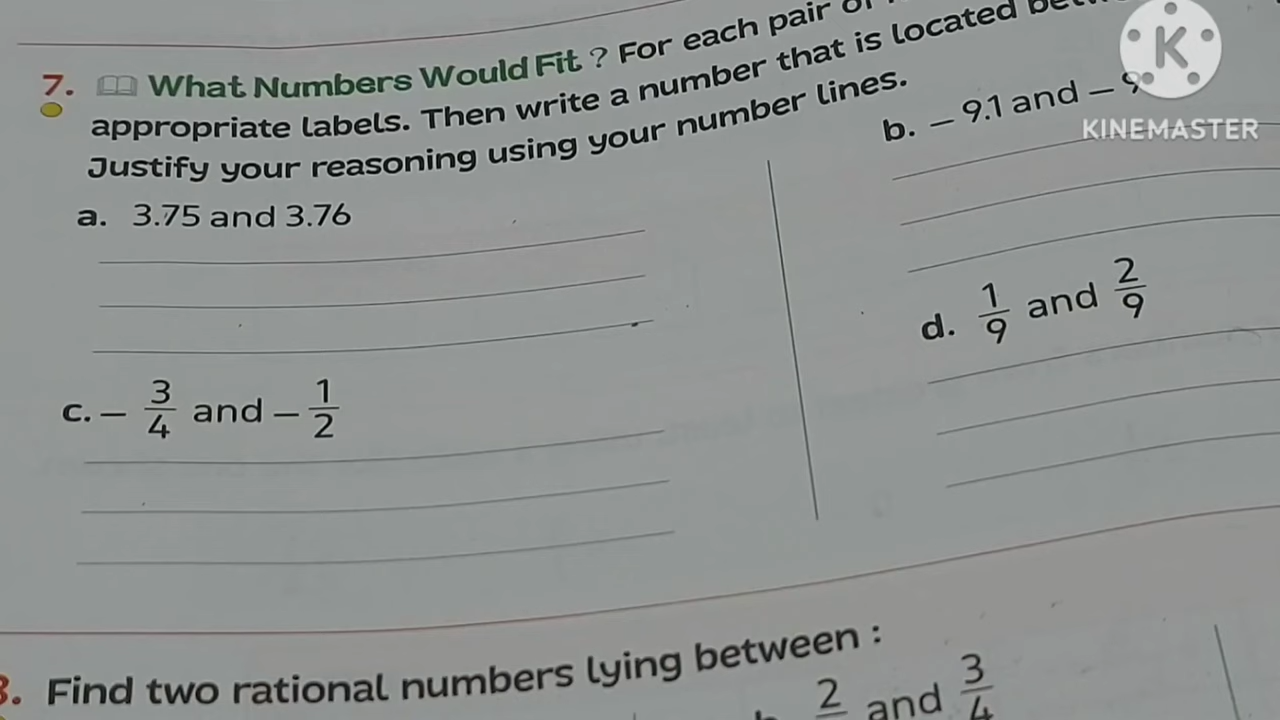 7. What Numbers Would Fit ? For each pair
appropriate labels. Then write a number that is located
Justify your reasoning using your number lines.
a. 3.75 and 3.76
b. – 9.1 and –
c. – 3/4 and – 1/2
d. 1/9 and 2/9
Find two rational numbers lying between :
2 and 3/4
K
KINEMASTER